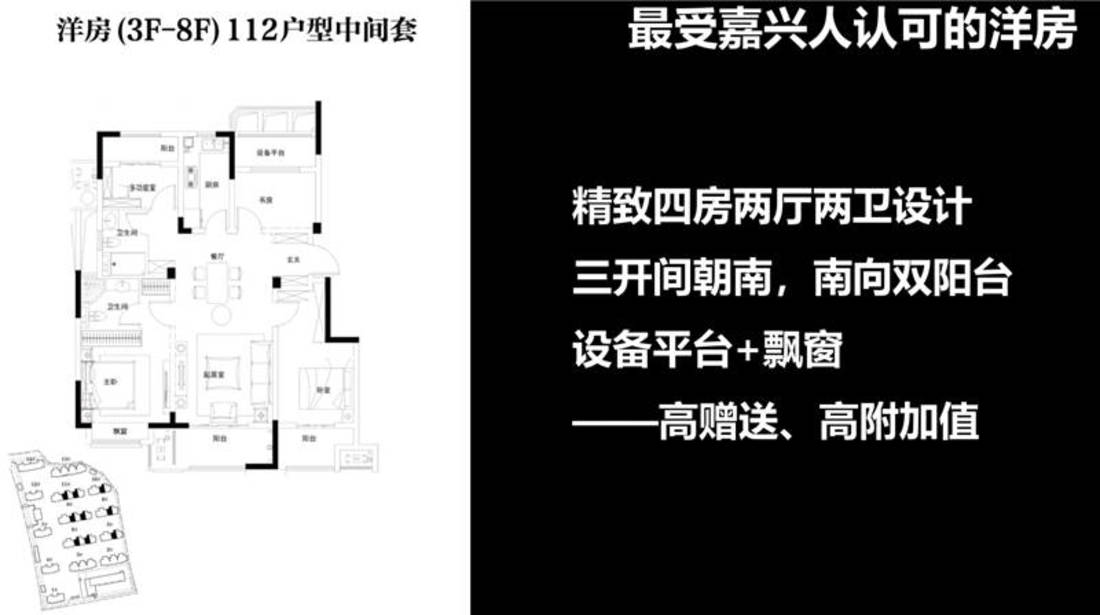 洋房 (3F-8F) 112户型中间套
最受嘉兴人认可的洋房
精致四房两厅两卫设计
三开间朝南，南向双阳台
设备平台+飘窗
——高赠送、高附加值
阳台
设备平台
多功能室
厨房
书房
卫生间
餐厅
玄关
卫生间
主卧
起居室
卧室
飘窗
阳台
阳台